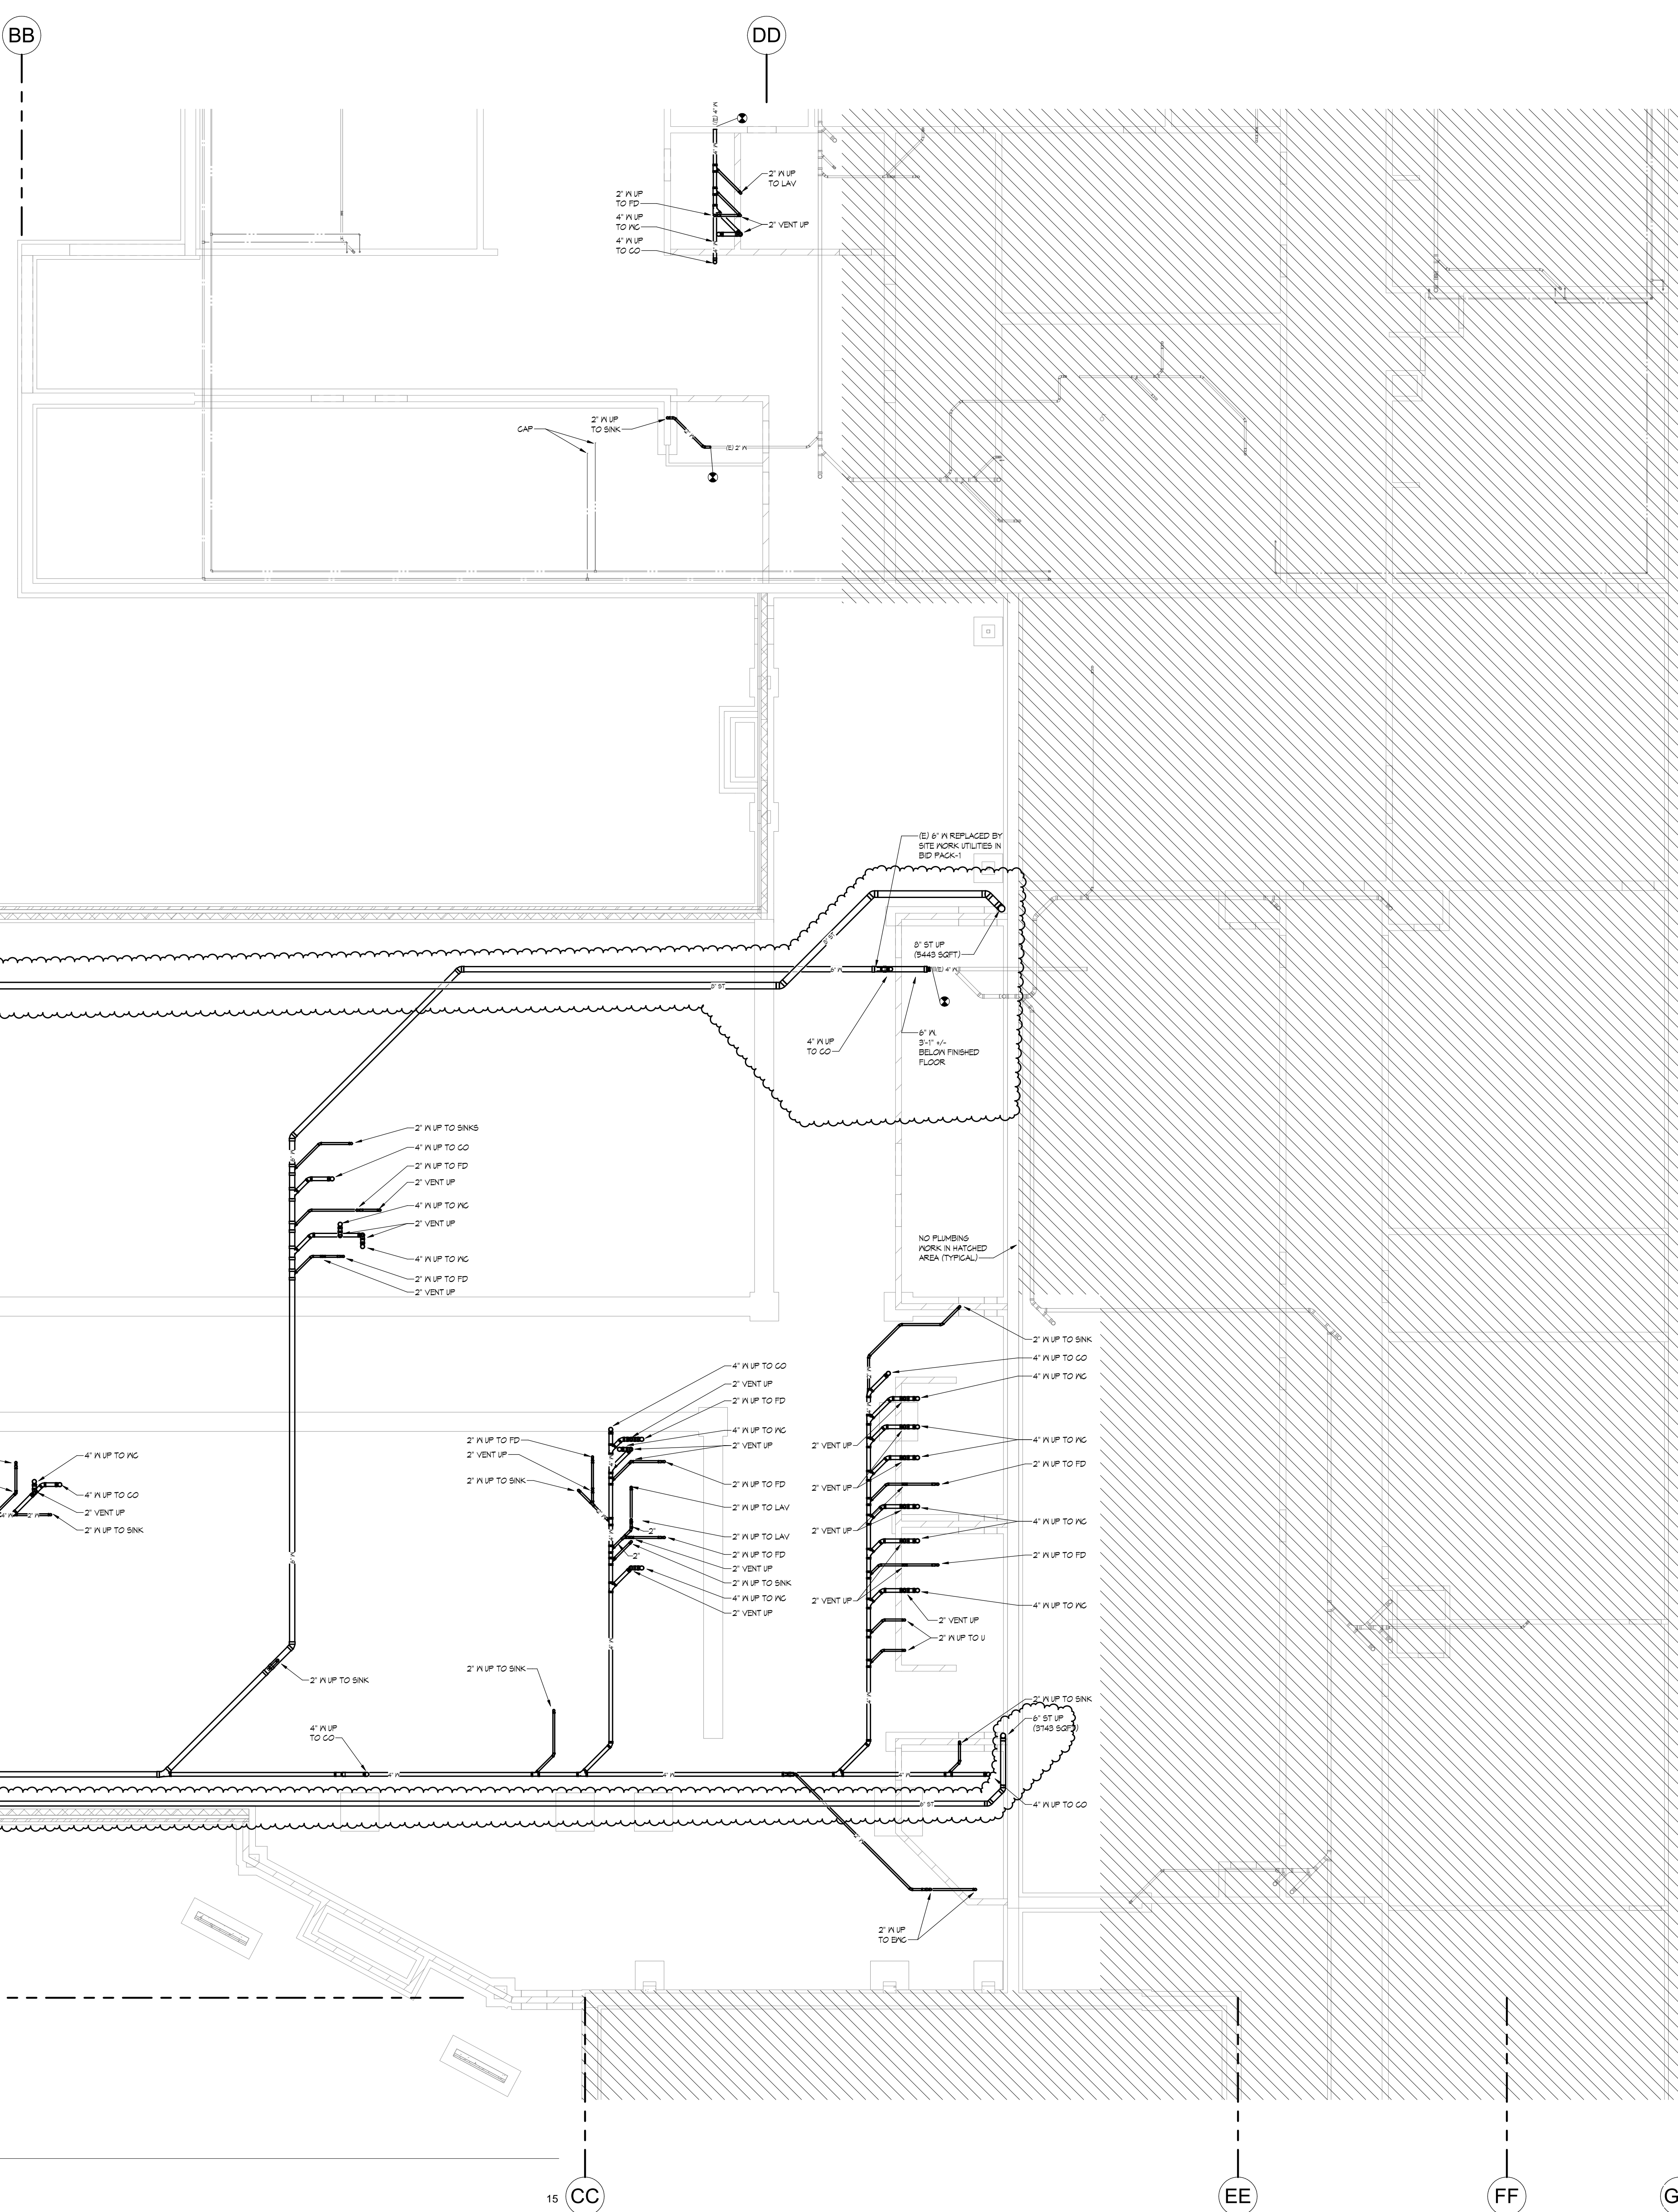 BB
DD
(E) 4" W
2" W UP
TO LAV
2" W UP
TO FD
4" W UP
TO WC
2" VENT UP
4" W UP
TO CO
CAP
2" W UP
TO SINK
(E) 2" W
(E) 6" W REPLACED BY
SITE WORK UTILITIES IN
BID PACK-1
8" ST
8" ST UP
(5443 SQFT)
6" W
(E) 4" W
8" ST
4" W UP
TO CO
6" W
3'-1" +/-
BELOW FINISHED
FLOOR
2" W UP TO SINKS
4" W UP TO CO
2" W UP TO FD
2" VENT UP
4" W UP TO WC
2" VENT UP
4" W UP TO WC
2" W UP TO FD
2" VENT UP
NO PLUMBING
WORK IN HATCHED
AREA (TYPICAL)
2" W UP TO SINK
4" W UP TO CO
4" W UP TO WC
4" W UP TO CO
2" VENT UP
2" W UP TO FD
4" W UP TO WC
2" VENT UP
2" W UP TO FD
2" VENT UP
2" W UP TO SINK
2" VENT UP
4" W UP TO WC
2" W UP TO FD
4" W UP TO WC
4" W UP TO CO
2" VENT UP
2" W UP TO SINK
4" W
2" W
2" W UP TO FD
2" W UP TO LAV
2" W UP TO LAV
2"
2" W UP TO FD
2"
2" VENT UP
2" W UP TO SINK
4" W UP TO WC
2" VENT UP
2" VENT UP
2" VENT UP
4" W UP TO WC
2" W UP TO FD
2" VENT UP
4" W UP TO WC
2" VENT UP
2" W UP TO U
2" W UP TO SINK
2" W UP TO SINK
4" W UP
TO CO
2" W UP TO SINK
6" ST UP
(3743 SQFT)
4" W
4" W
4" W
8" ST
4" W UP TO CO
2" W UP
TO EWC
15
CC
EE
FF
G